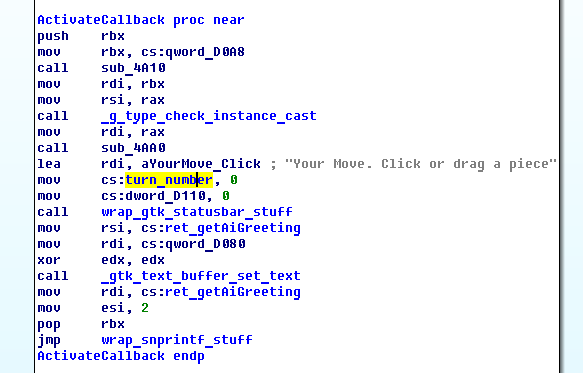 ActivateCallback proc near
push rbx
mov rbx, cs:qword_D0A8
call sub_4A10
mov rdi, rbx
mov rsi, rax
call _g_type_check_instance_cast
mov rdi, rax
call sub_4AA0
lea rdi, aYourMove_Click ; "Your Move. Click or drag a piece"
mov cs:turn_number, 0
mov cs:dword_D110, 0
call wrap_gtk_statusbar_stuff
mov rsi, cs:ret_getAiGreeting
mov rdi, cs:qword_D080
xor edx, edx
call _gtk_text_buffer_set_text
mov rdi, cs:ret_getAiGreeting
mov esi, 2
pop rbx
jmp wrap_snprintf_stuff
ActivateCallback endp